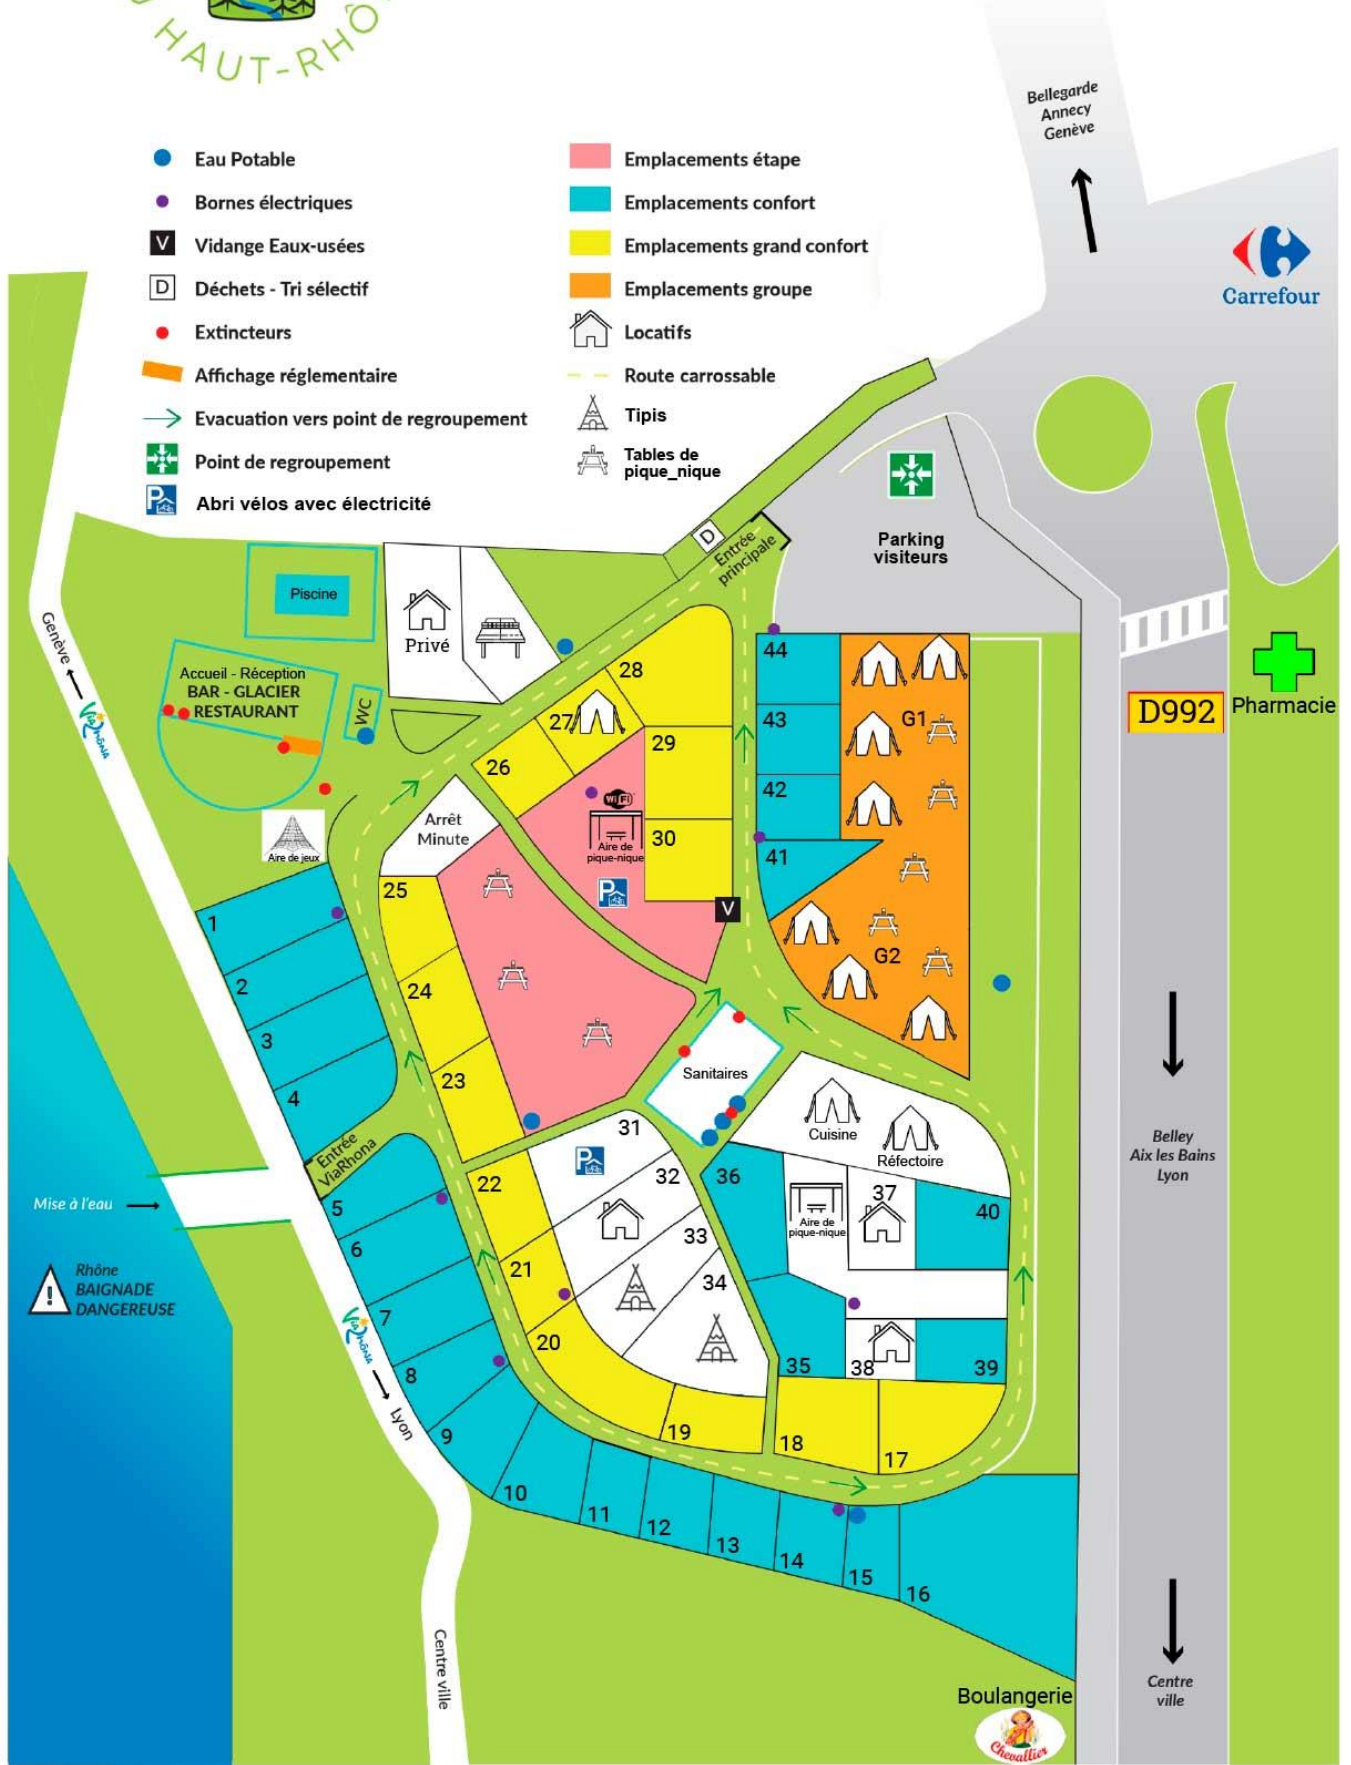 HAUT-RHÔ
Eau Potable
Bornes électriques
V
Vidange Eaux-usées
D
Déchets - Tri sélectif
Extincteurs
Affichage réglementaire
Evacuation vers point de regroupement
Point de regroupement
P
Abri vélos avec électricité
Emplacements étape
Emplacements confort
Emplacements grand confort
Emplacements groupe
Locatifs
Route carrossable
Tipis
Tables de
pique_nique
Bellegarde
Annecy
Genève
Carrefour
Parking
visiteurs
D
Entrée
principale
Piscine
Privé
Genève
ViaRhôna
Accueil - Réception
BAR - GLACIER
RESTAURANT
WC
Aire de jeux
Arrêt
Minute
28
27
26
29
30
WiFi
Aire de
pique-nique
P
V
44
43
42
41
G1
G2
D992
Pharmacie
25
24
23
1
2
3
4
Sanitaires
Cuisine
Réfectoire
Entrée
ViaRhona
Mise à l'eau
Rhône
BAIGNADE
DANGEREUSE
!
5
6
7
8
9
10
11
12
13
14
15
16
22
21
20
19
18
17
31
P
32
33
34
36
Aire de
pique-nique
37
40
35
38
39
ViaRhôna
Lyon
Centre ville
Belley
Aix les Bains
Lyon
Centre
ville
Boulangerie
Chevallier